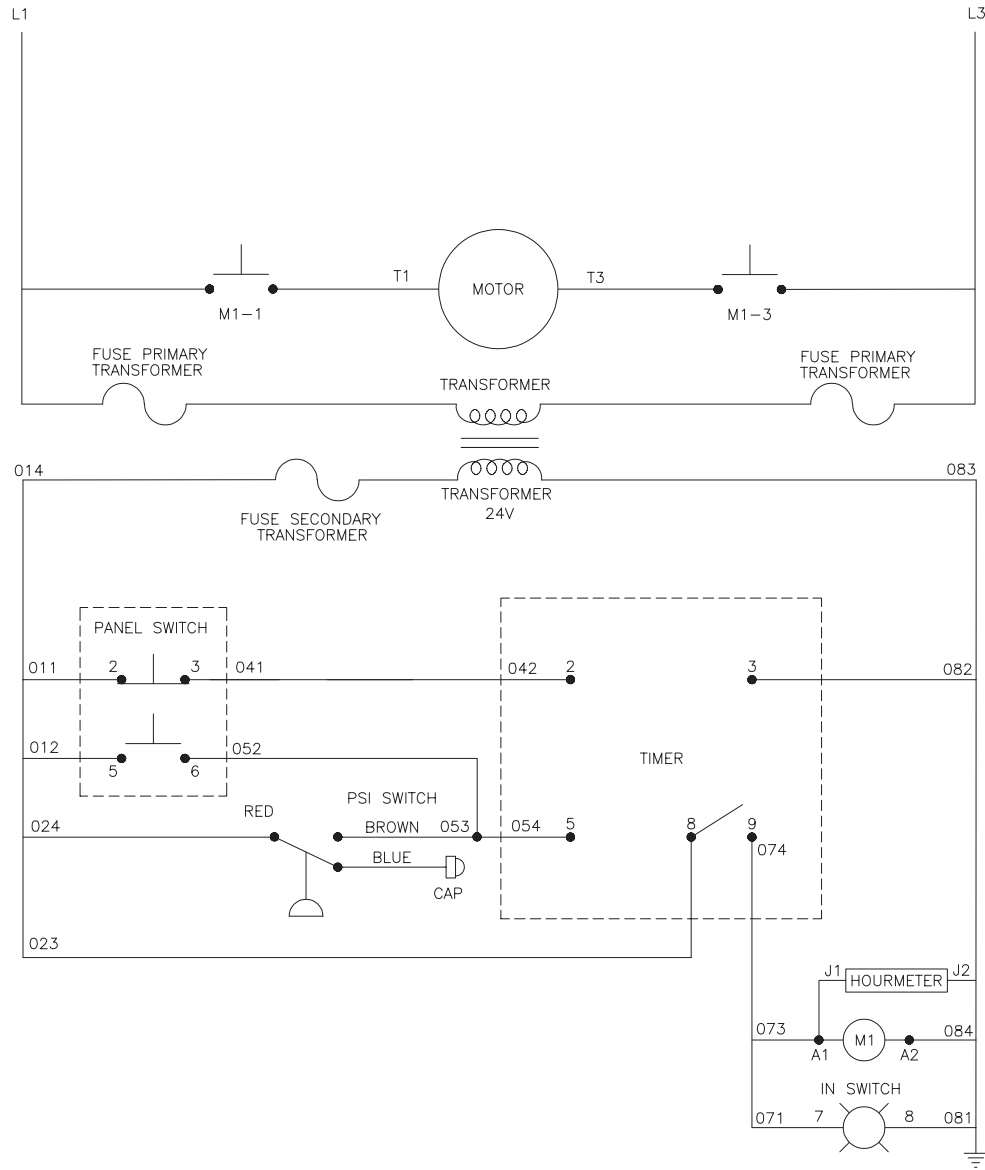 L1
L3
T1
MOTOR
T3
M1-1
M1-3
FUSE PRIMARY
TRANSFORMER
TRANSFORMER
FUSE PRIMARY
TRANSFORMER
014
083
TRANSFORMER
24V
FUSE SECONDARY
TRANSFORMER
PANEL SWITCH
011
2
3
041
042
2
3
082
012
5
6
052
TIMER
RED
PSI SWITCH
024
BROWN
053
054
5
8
9
074
BLUE
CAP
023
J1
HOURMETER
J2
073
A1
M1
A2
084
IN SWITCH
071
7
8
081